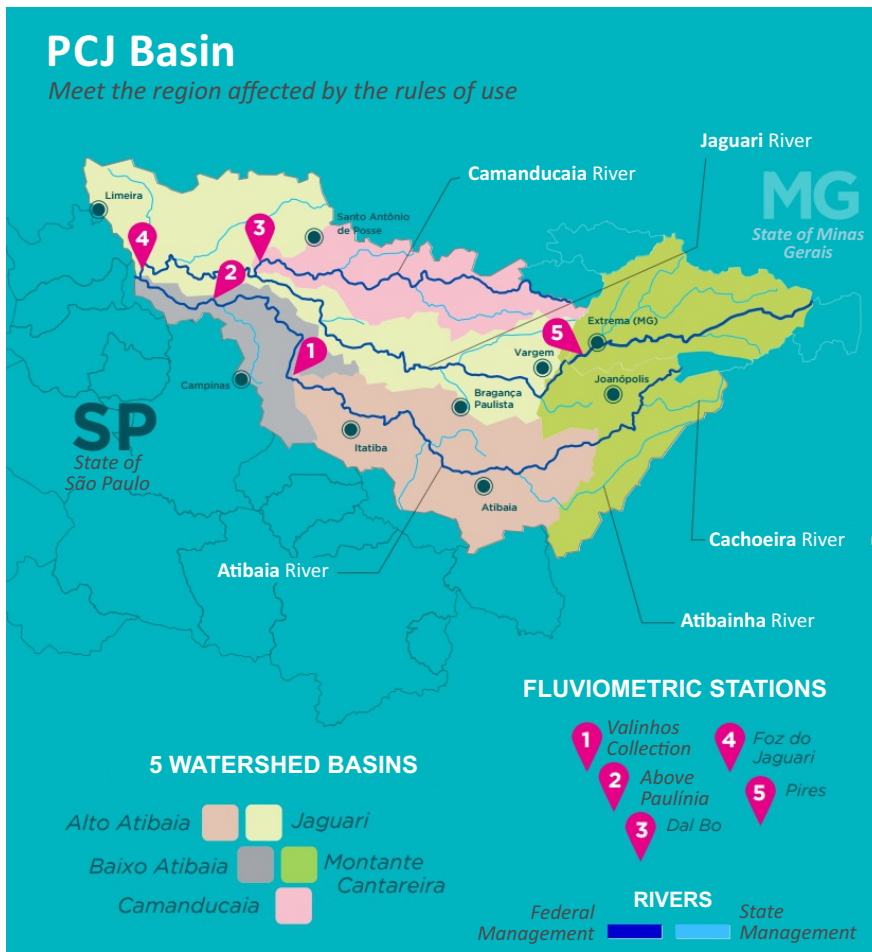 PCJ Basin
Meet the region affected by the rules of use
Jaguari River
Camanducaia River
MG
State of Minas
Gerais
Limeira
Santo Antônio
de Posse
4
3
2
Extrema (MG)
5
Vargem
1
Joanópolis
Campinas
Bragança
Paulista
SP
State of
São Paulo
Itatiba
Atibaia
Cachoeira River
Atibaia River
Atibainha River
FLUVIOMETRIC STATIONS
1 Valinhos
Collection
4 Foz do
Jaguari
2 Above
Paulínia
5 Pires
3 Dal Bo
5 WATERSHED BASINS
Alto Atibaia
Jaguari
Baixo Atibaia
Montante
Cantareira
Camanducaia
RIVERS
Federal
Management
State
Management